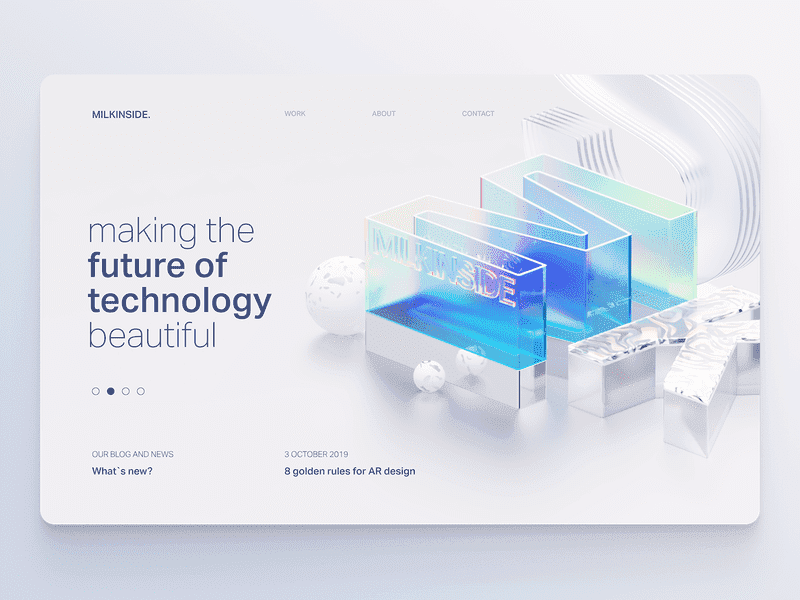 MILKINSIDE.
WORK
ABOUT
CONTACT
making the
future of
technology
beautiful
MILKINSIDE
OUR BLOG AND NEWS
What`s new?
3 OCTOBER 2019
8 golden rules for AR design